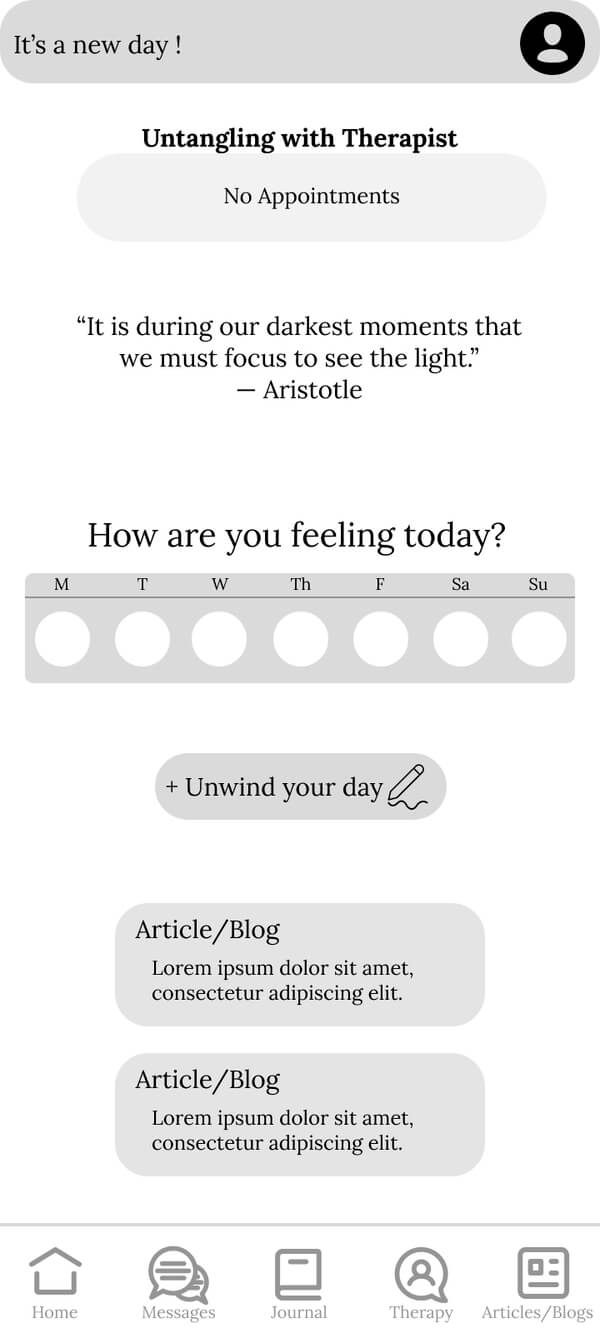 It’s a new day !
Untangling with Therapist
No Appointments
“It is during our darkest moments that
we must focus to see the light.”
— Aristotle
How are you feeling today?
M T W Th F Sa Su
+ Unwind your day
Article/Blog
Lorem ipsum dolor sit amet,
consectetur adipiscing elit.
Article/Blog
Lorem ipsum dolor sit amet,
consectetur adipiscing elit.
Home Messages Journal Therapy Articles/Blogs